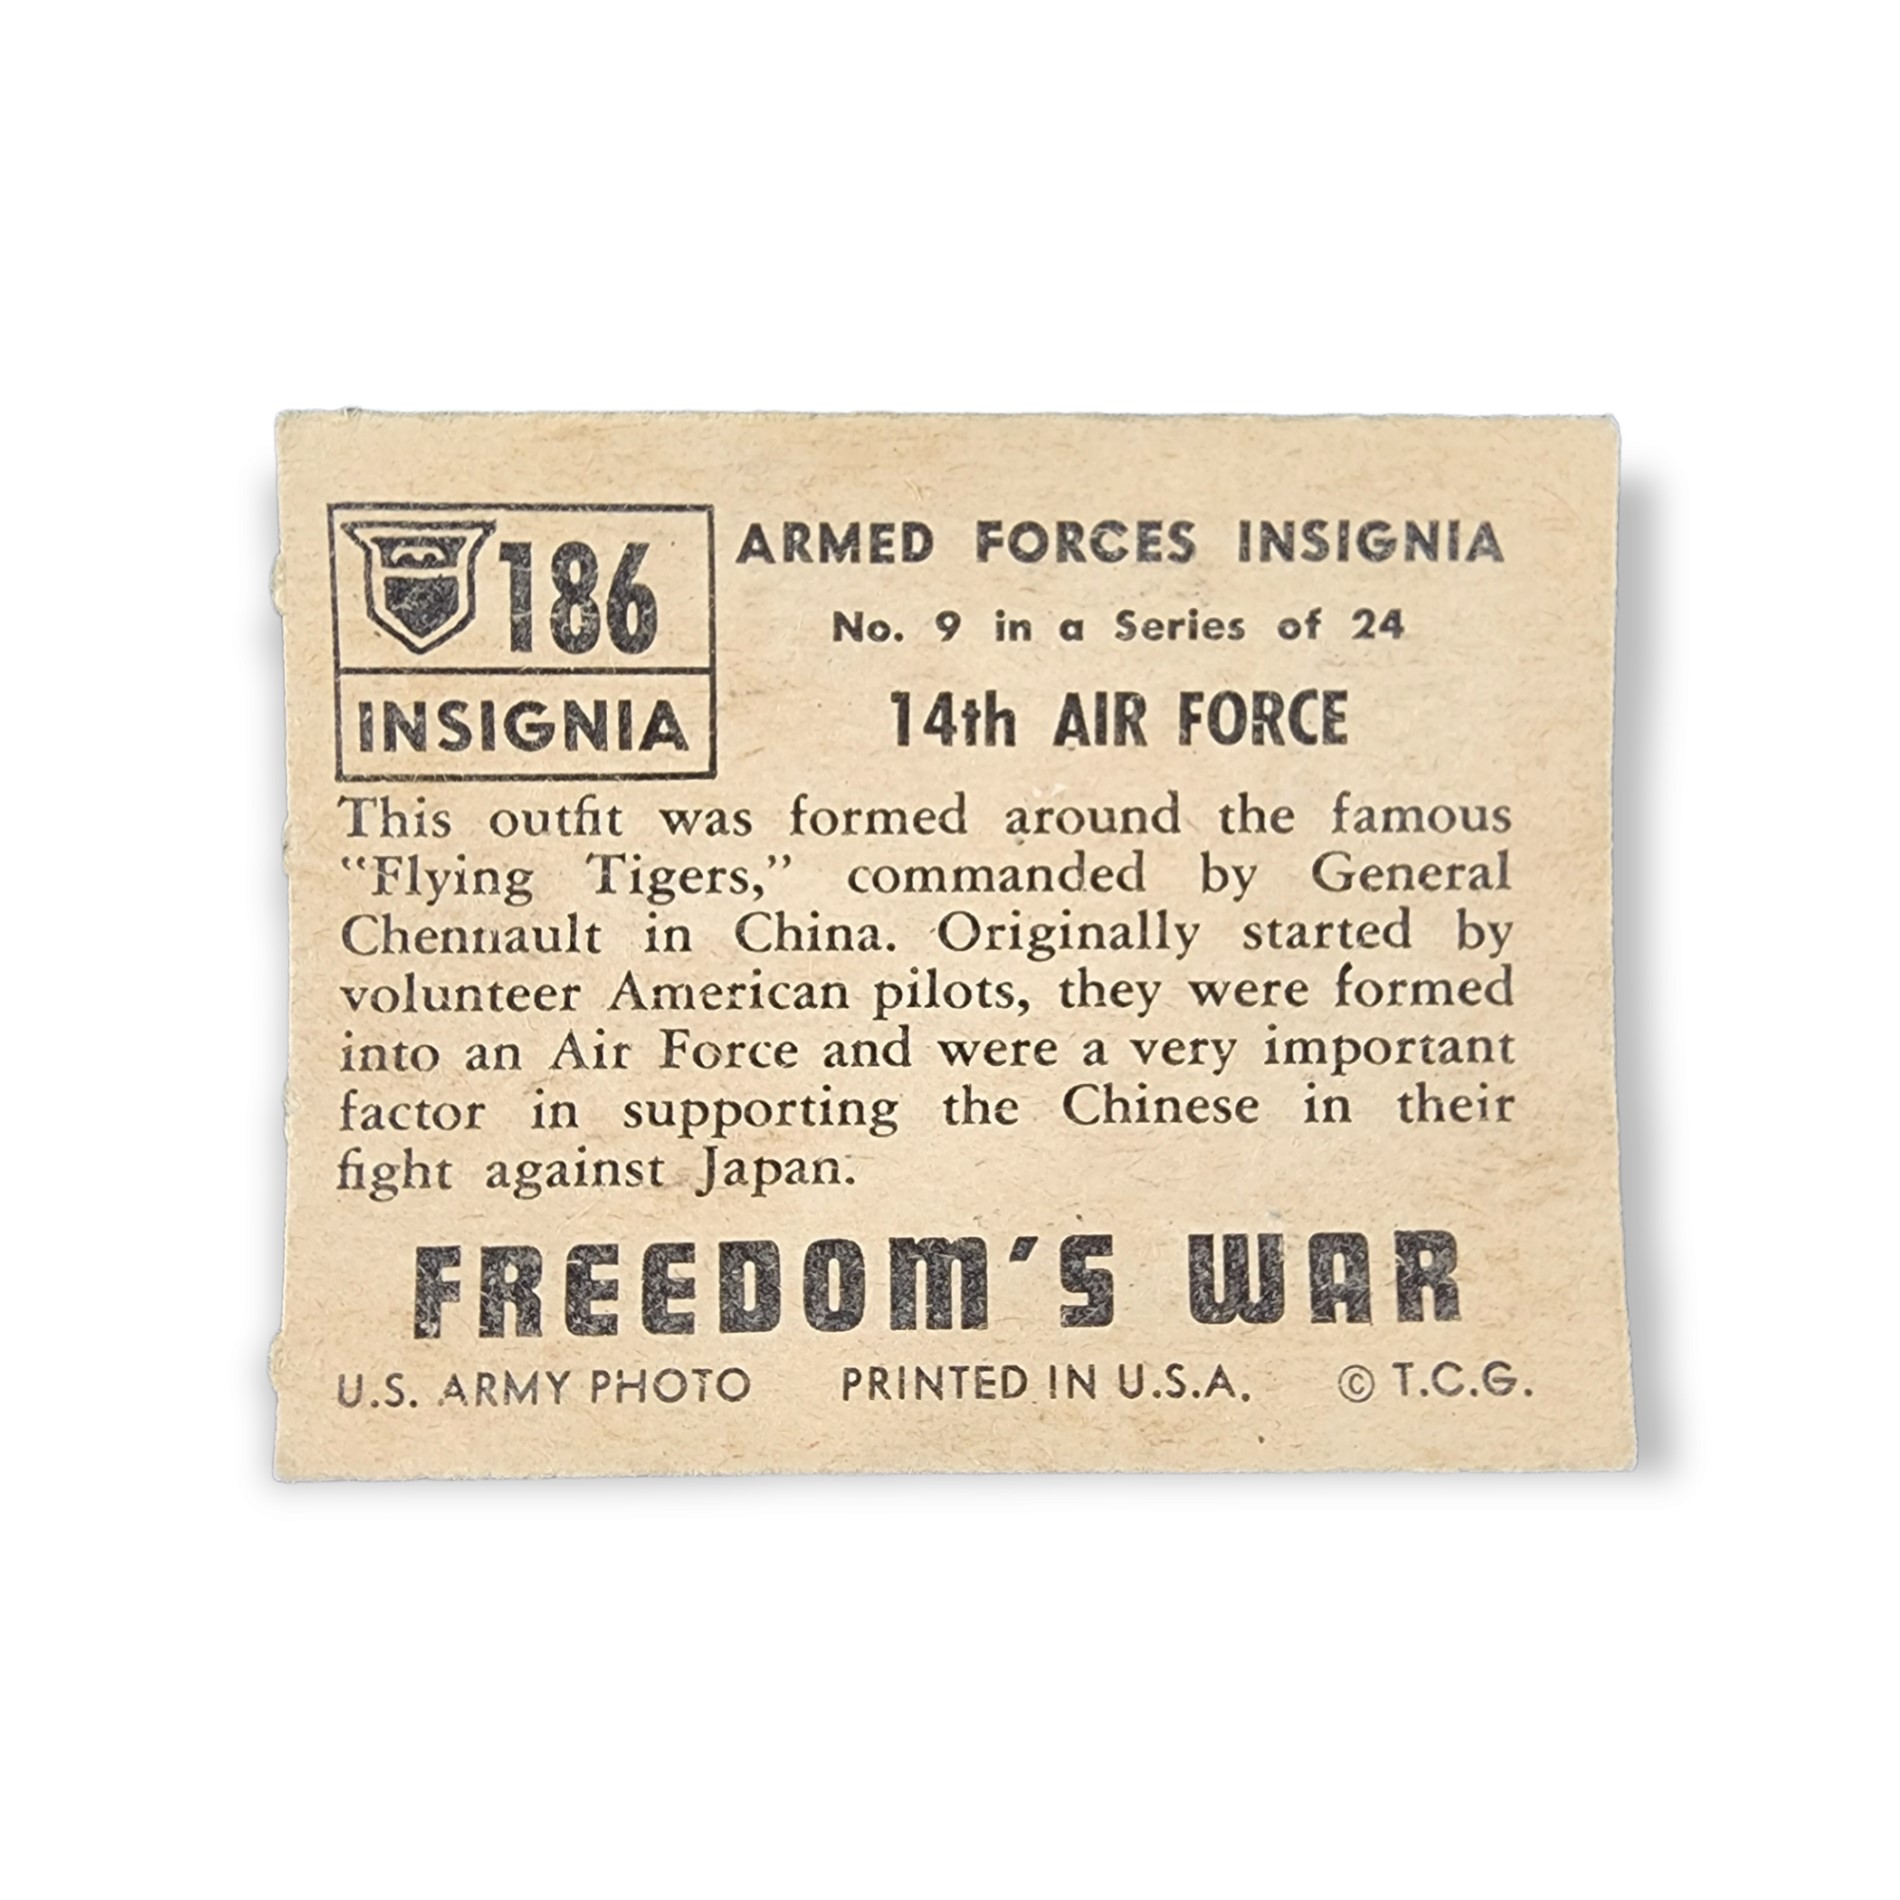 186
INSIGNIA
ARMED FORCES INSIGNIA
No. 9 in a Series of 24
14th AIR FORCE
This outfit was formed around the famous
“Flying Tigers,” commanded by General
Chennault in China. Originally started by
volunteer American pilots, they were formed
into an Air Force and were a very important
factor in supporting the Chinese in their
fight against Japan.
FREEDOM'S WAR
U.S. ARMY PHOTO PRINTED IN U.S.A. © T.C.G.